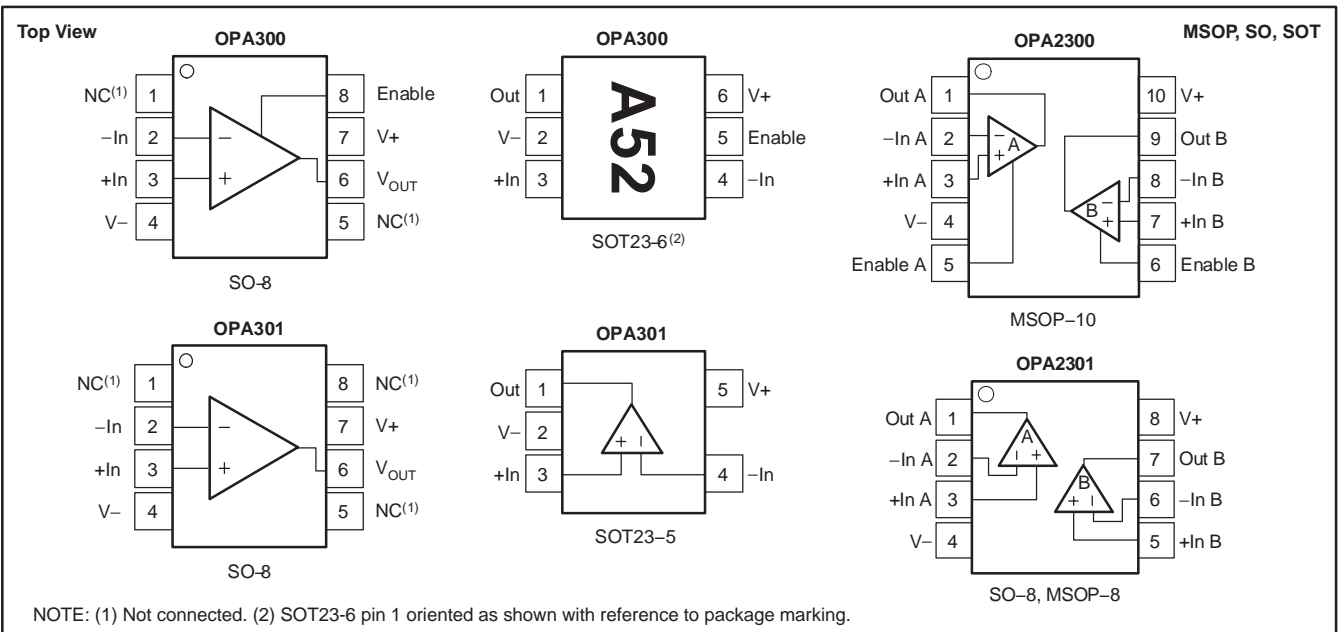 Top View
MSOP, SO, SOT
OPA300
NC(1) 1
−In 2
+In 3
V− 4
8 Enable
7 V+
6 VOUT
5 NC(1)
− +
SO-8
OPA300
Out 1
V− 2
+In 3
A52
6 V+
5 Enable
4 −In
SOT23-6(2)
OPA2300
Out A 1
−In A 2
+In A 3
V− 4
Enable A 5
− + A
B − +
10 V+
9 Out B
8 −In B
7 +In B
6 Enable B
MSOP−10
OPA301
NC(1) 1
−In 2
+In 3
V− 4
− +
8 NC(1)
7 V+
6 VOUT
5 NC(1)
SO−8
OPA301
Out 1
V− 2
+In 3
+ −
5 V+
4 −In
SOT23−5
OPA2301
Out A 1
−In A 2
+In A 3
V− 4
A − +
B + −
8 V+
7 Out B
6 −In B
5 +In B
SO−8, MSOP−8
NOTE: (1) Not connected. (2) SOT23-6 pin 1 oriented as shown with reference to package marking.